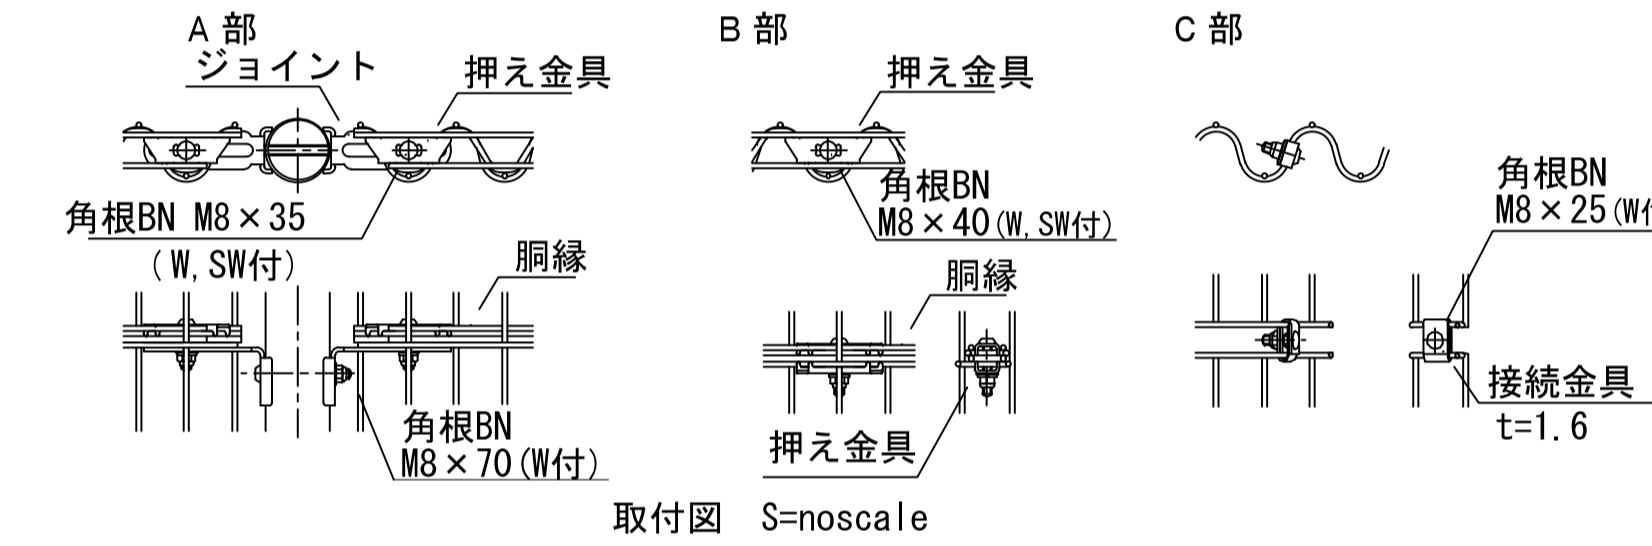 A 部
ジョイント
押え金具
角根BN M8×35
(W, SW付)
胴縁
角根BN
M8×70(W付)
B 部
押え金具
角根BN
M8×40(W, SW付)
胴縁
押え金具
C 部
角根BN
M8×25(W付
接続金具
t=1.6
取付図 S=noscale